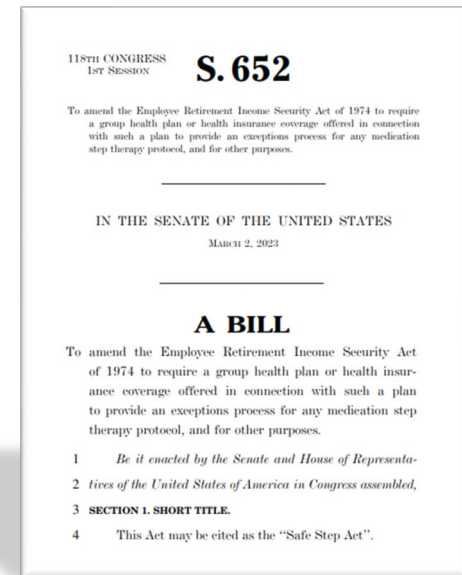 118TH CONGRESS
1ST SESSION
S. 652
To amend the Employee Retirement Income Security Act of 1974 to require
a group health plan or health insurance coverage offered in connection
with such a plan to provide an exceptions process for any medication
step therapy protocol, and for other purposes.
IN THE SENATE OF THE UNITED STATES
MARCH 2, 2023
A BILL
To amend the Employee Retirement Income Security Act
of 1974 to require a group health plan or health insur-
ance coverage offered in connection with such a plan
to provide an exceptions process for any medication step
therapy protocol, and for other purposes.
1 Be it enacted by the Senate and House of Representa-
2 tives of the United States of America in Congress assembled,
3 SECTION 1. SHORT TITLE.
4 This Act may be cited as the “Safe Step Act”.